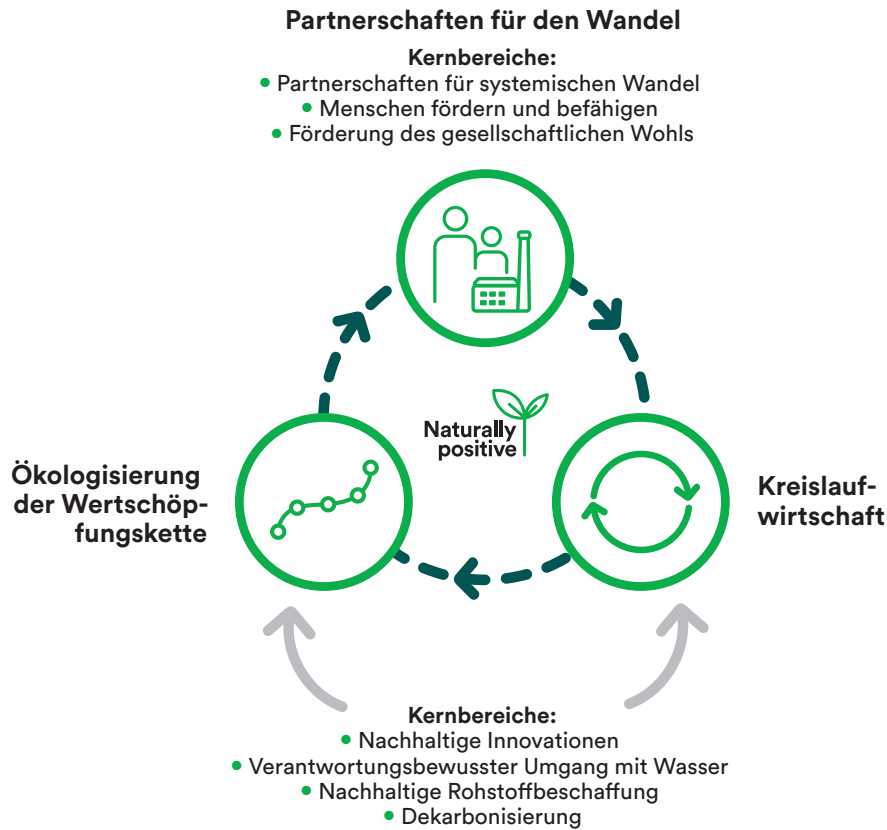 Partnerschaften für den Wandel
Kernbereiche:
• Partnerschaften für systemischen Wandel
• Menschen fördern und befähigen
• Förderung des gesellschaftlichen Wohls
Naturally
positive
Ökologisierung
der Wertschöp-
fungskette
Kreislauf-
wirtschaft
Kernbereiche:
• Nachhaltige Innovationen
• Verantwortungsbewusster Umgang mit Wasser
• Nachhaltige Rohstoffbeschaffung
• Dekarbonisierung